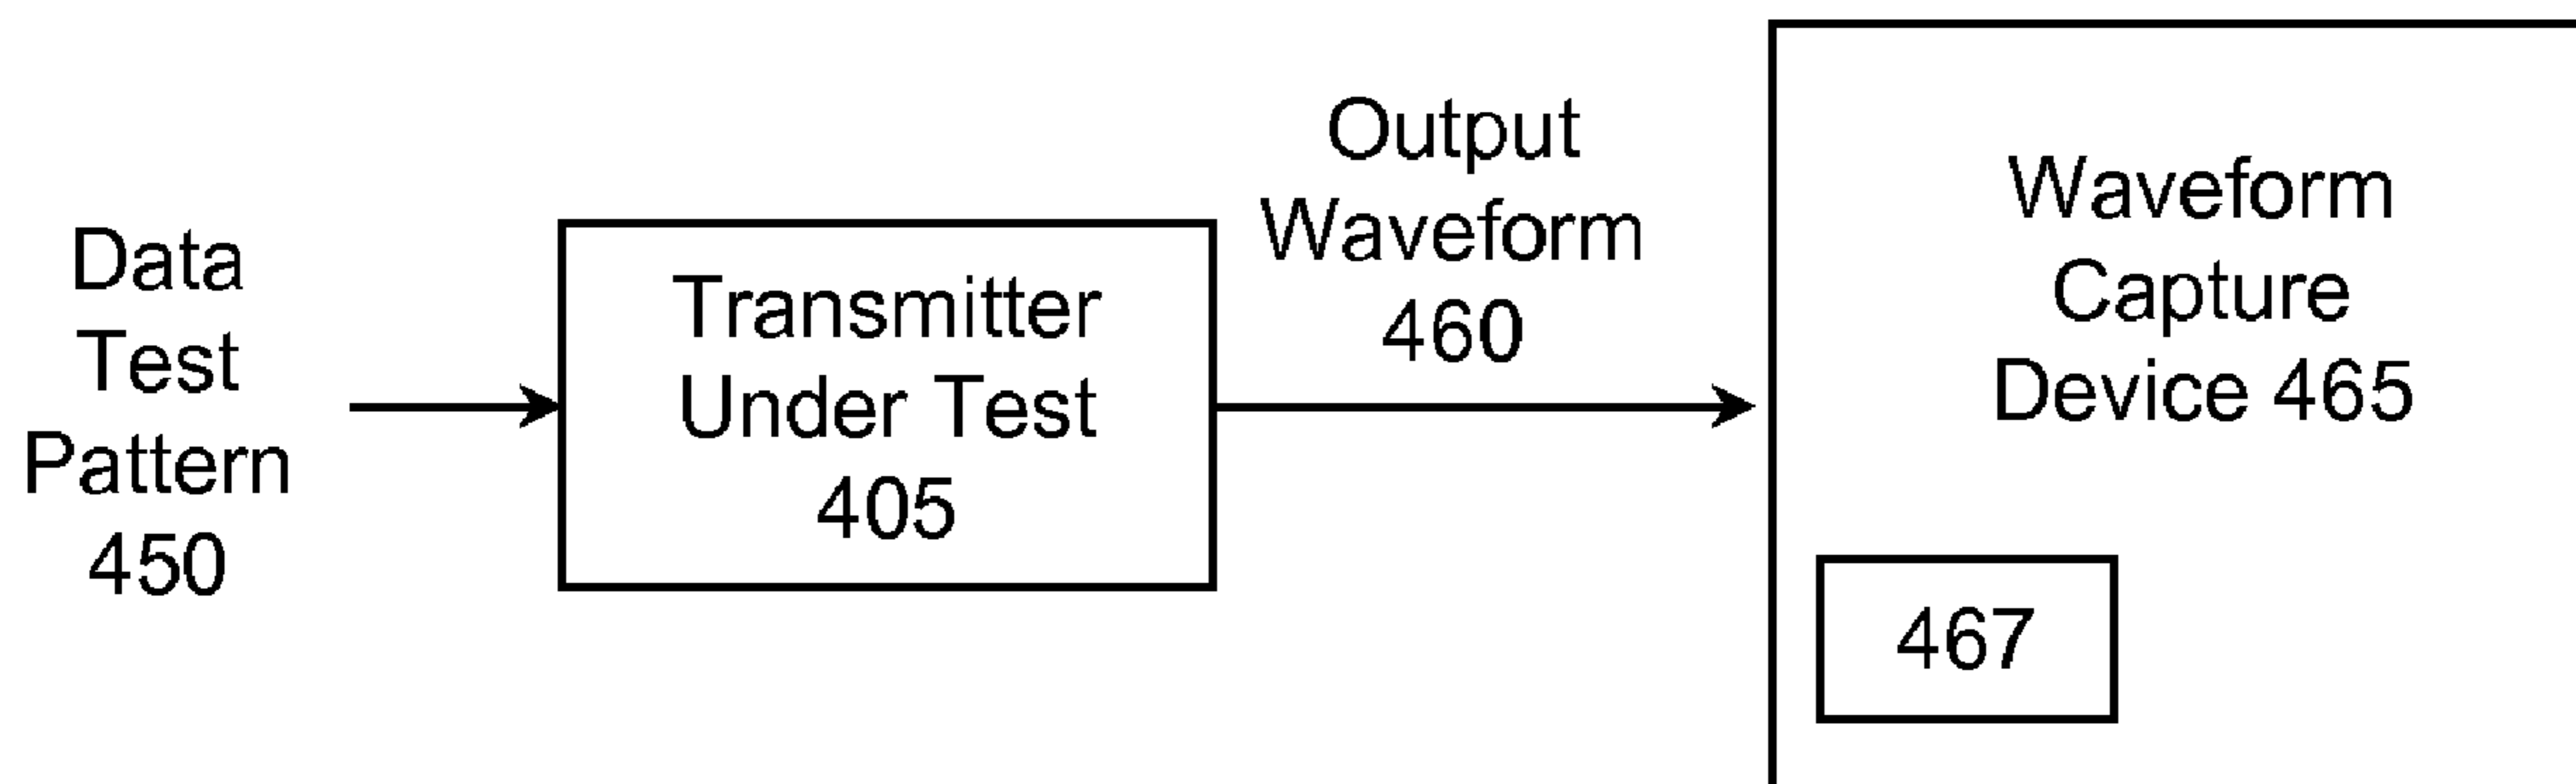 Data
Test
Pattern
450
Transmitter
Under Test
405
Output
Waveform
460
Waveform
Capture
Device 465
467